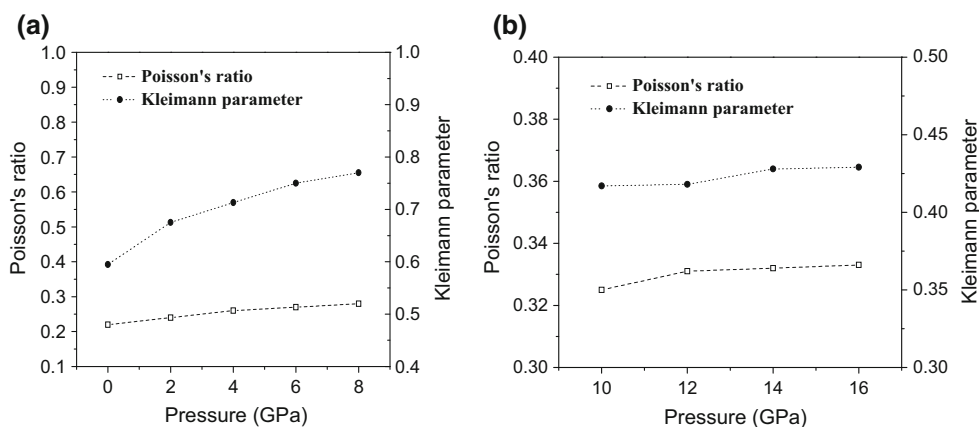 (a)
Poisson's ratio
Kleimann parameter
1.0
0.9
0.8
0.7
0.6
0.5
0.4
0.3
0.2
0.1
Poisson's ratio
1.0
0.9
0.8
0.7
0.6
0.5
0.4
Kleimann parameter
0 2 4 6 8
Pressure (GPa)
(b)
Poisson's ratio
Kleimann parameter
0.40
0.38
0.36
0.34
0.32
0.30
Poisson's ratio
0.50
0.45
0.40
0.35
0.30
Kleimann parameter
10 12 14 16
Pressure (GPa)